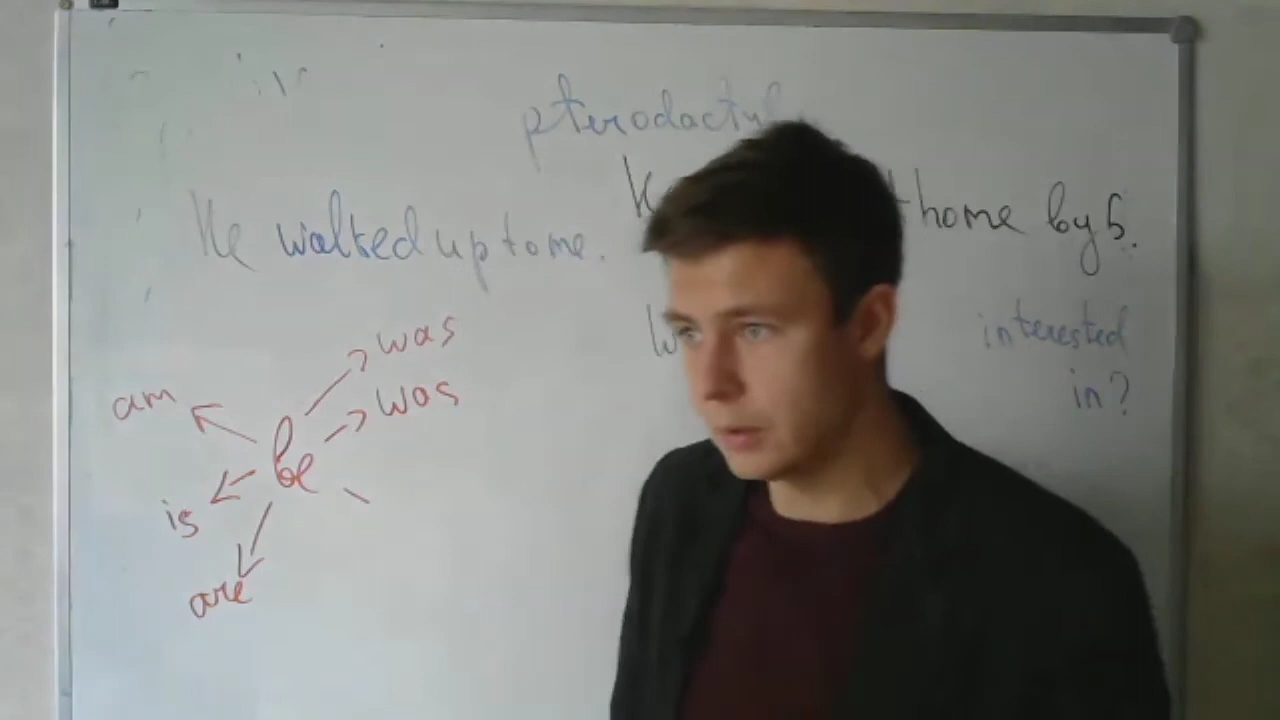 pterodactyl
He walked up to me.
home by 5.
interested
in?
was
was
am
be
is
are